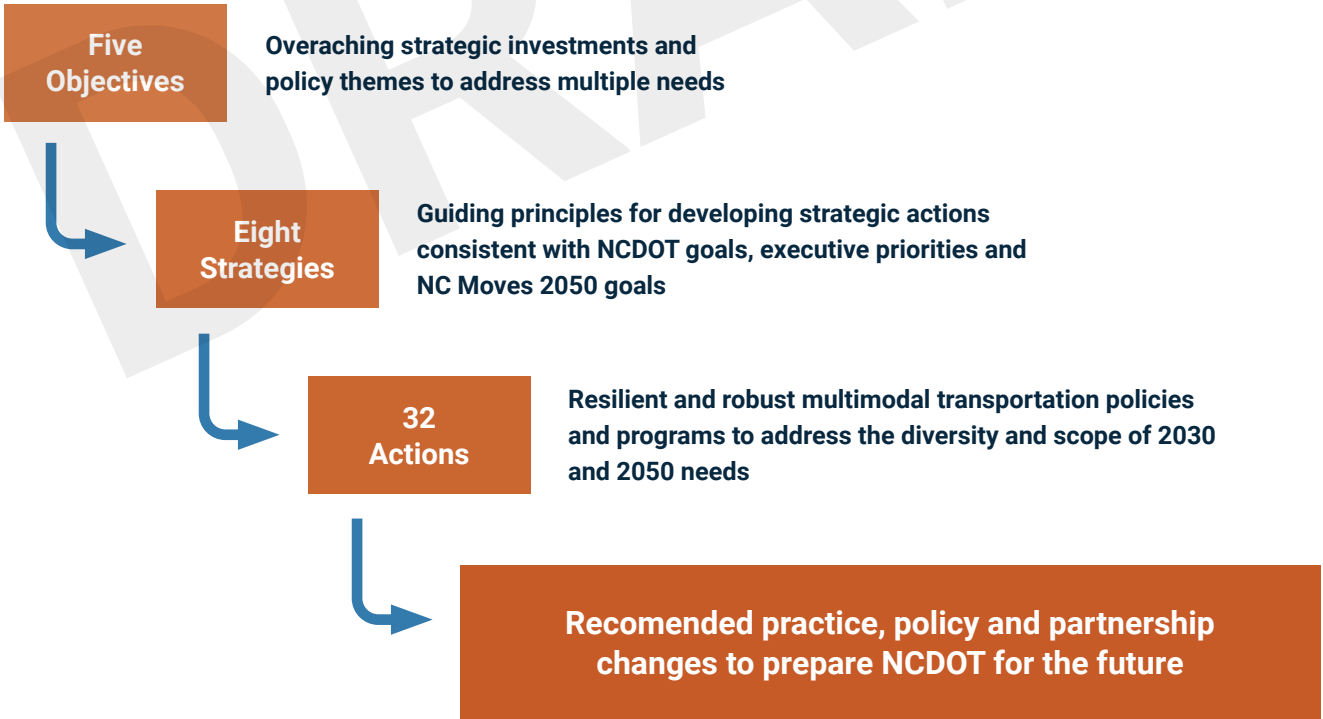 DRAFT
Five
Objectives
Overaching strategic investments and
policy themes to address multiple needs
Eight
Strategies
Guiding principles for developing strategic actions
consistent with NCDOT goals, executive priorities and
NC Moves 2050 goals
32
Actions
Resilient and robust multimodal transportation policies
and programs to address the diversity and scope of 2030
and 2050 needs
Recomended practice, policy and partnership
changes to prepare NCDOT for the future